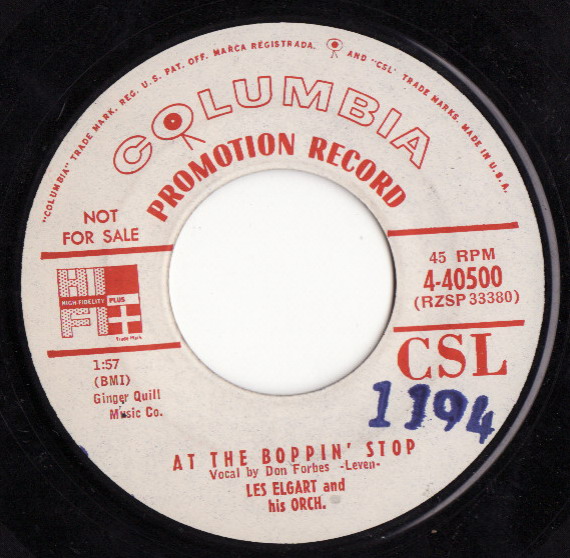 "COLUMBIA" TRADE MARK. REG. U.S. PAT. OFF. MARCA REGISTRADA. AND "CSL" TRADE MARKS. MADE IN U.S.A.
COLUMBIA
PROMOTION RECORD
NOT
FOR SALE
HI
HIGH-FIDELITY PLUS
FI
Trade Mark
45 RPM
4-40500
(RZSP 33380)
CSL
1:57
(BMI)
Ginger Quill
Music Co.
1194
AT THE BOPPIN' STOP
Vocal by Don Forbes -Leven-
LES ELGART and
his ORCH.